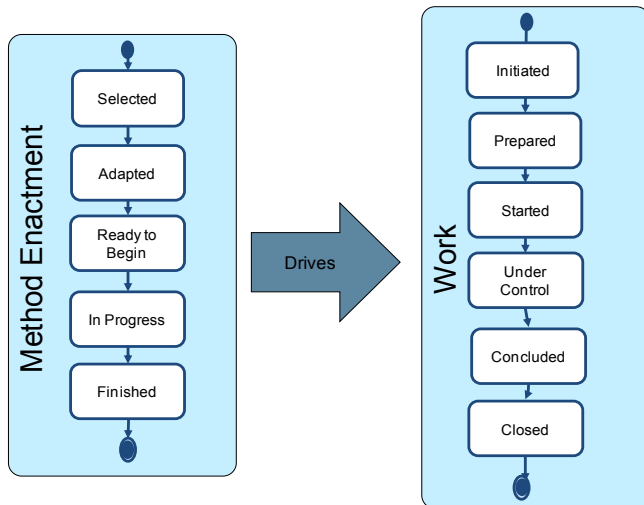 Method Enactment
Selected
Adapted
Ready to
Begin
In Progress
Finished
Drives
Work
Initiated
Prepared
Started
Under
Control
Concluded
Closed